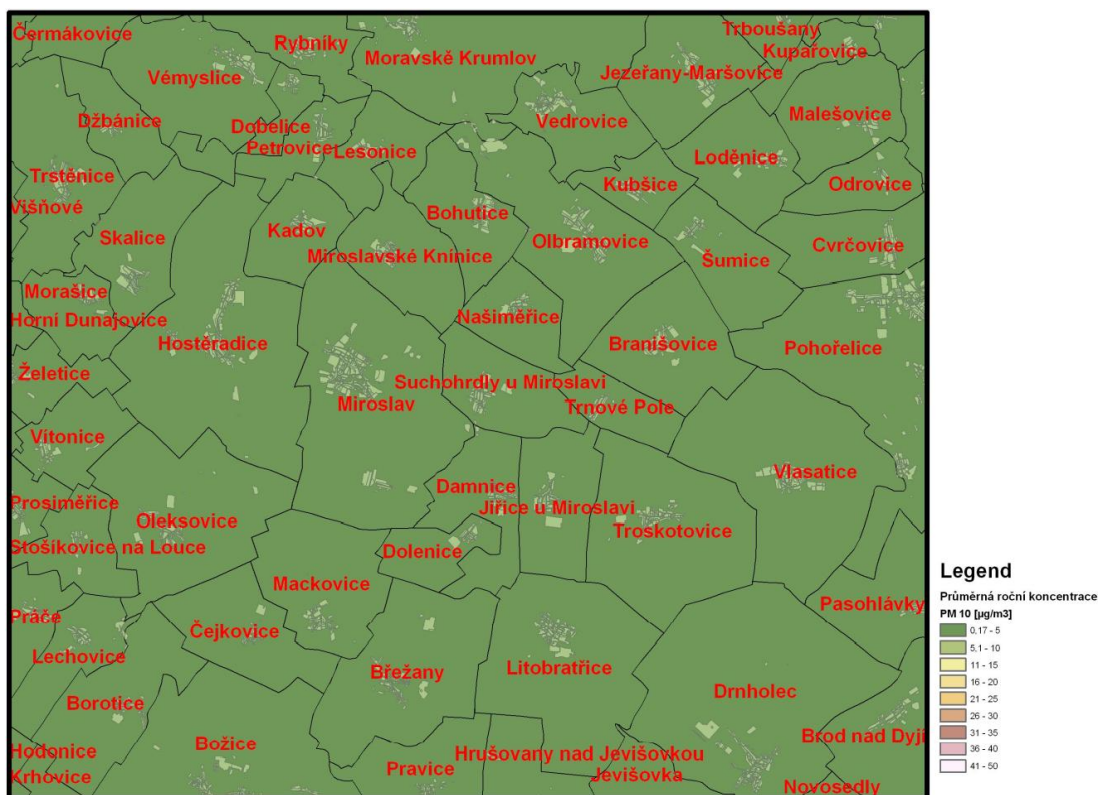 Čermákovice
Trboušany
Rybníky
Kupařovice
Moravskě Krumlov
Vémyslice
Jezeřany-Maršovice
Malešovice
Džbánice
Dobelice
Vedrovice
Petrovice
Lesonice
Loděnice
Trstěnice
Kubšice
Odrovice
Višňové
Bohutice
Skalice
Kadov
Olbramovice
Cvrčovice
Miroslavské Knínice
Šumice
Morašice
Horní Dunajovice
Našiměřice
Hostěradice
Branišovice
Pohořelice
Želetice
Suchohrdly u Miroslavi
Miroslav
Trnové Pole
Vítonice
Vlasatice
Damnice
Prosiměřice
Jiřice u Miroslavi
Oleksovice
Troskotovice
Stošíkovice na Louce
Dolenice
Mackovice
Pasohlávky
Práče
Čejkovice
Lechovice
Břežany
Litobratřice
Drnholec
Borotice
Brod nad Dyjí
Hodonice
Božice
Hrušovany nad Jevišovkou
Krhovice
Pravice
Jevišovka
Novosedly
Legend
Průměrná roční koncentrace
PM 10 [µg/m3]
0,17 - 5
5,1 - 10
11 - 15
16 - 20
21 - 25
26 - 30
31 - 35
36 - 40
41 - 50